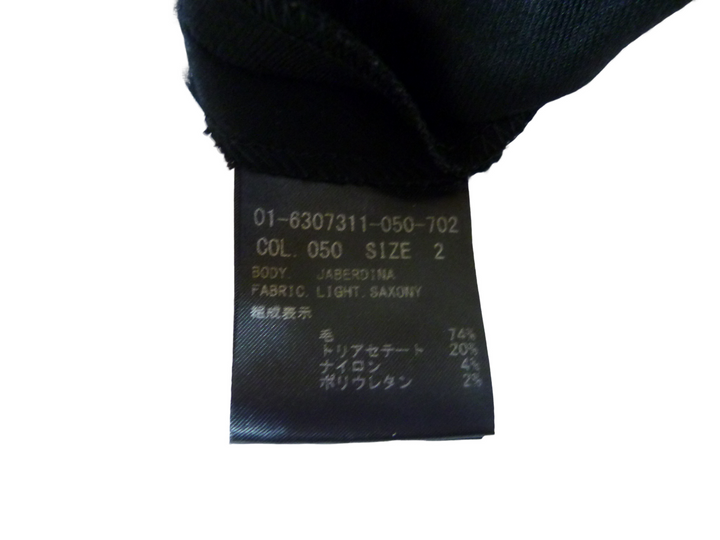 01-6307311-050-702
COL. 050 SIZE 2
BODY. JABERDINA
FABRIC. LIGHT. SAXONY
組成表示
毛 74%
トリアセテート 20%
ナイロン 4%
ポリウレタン 2%